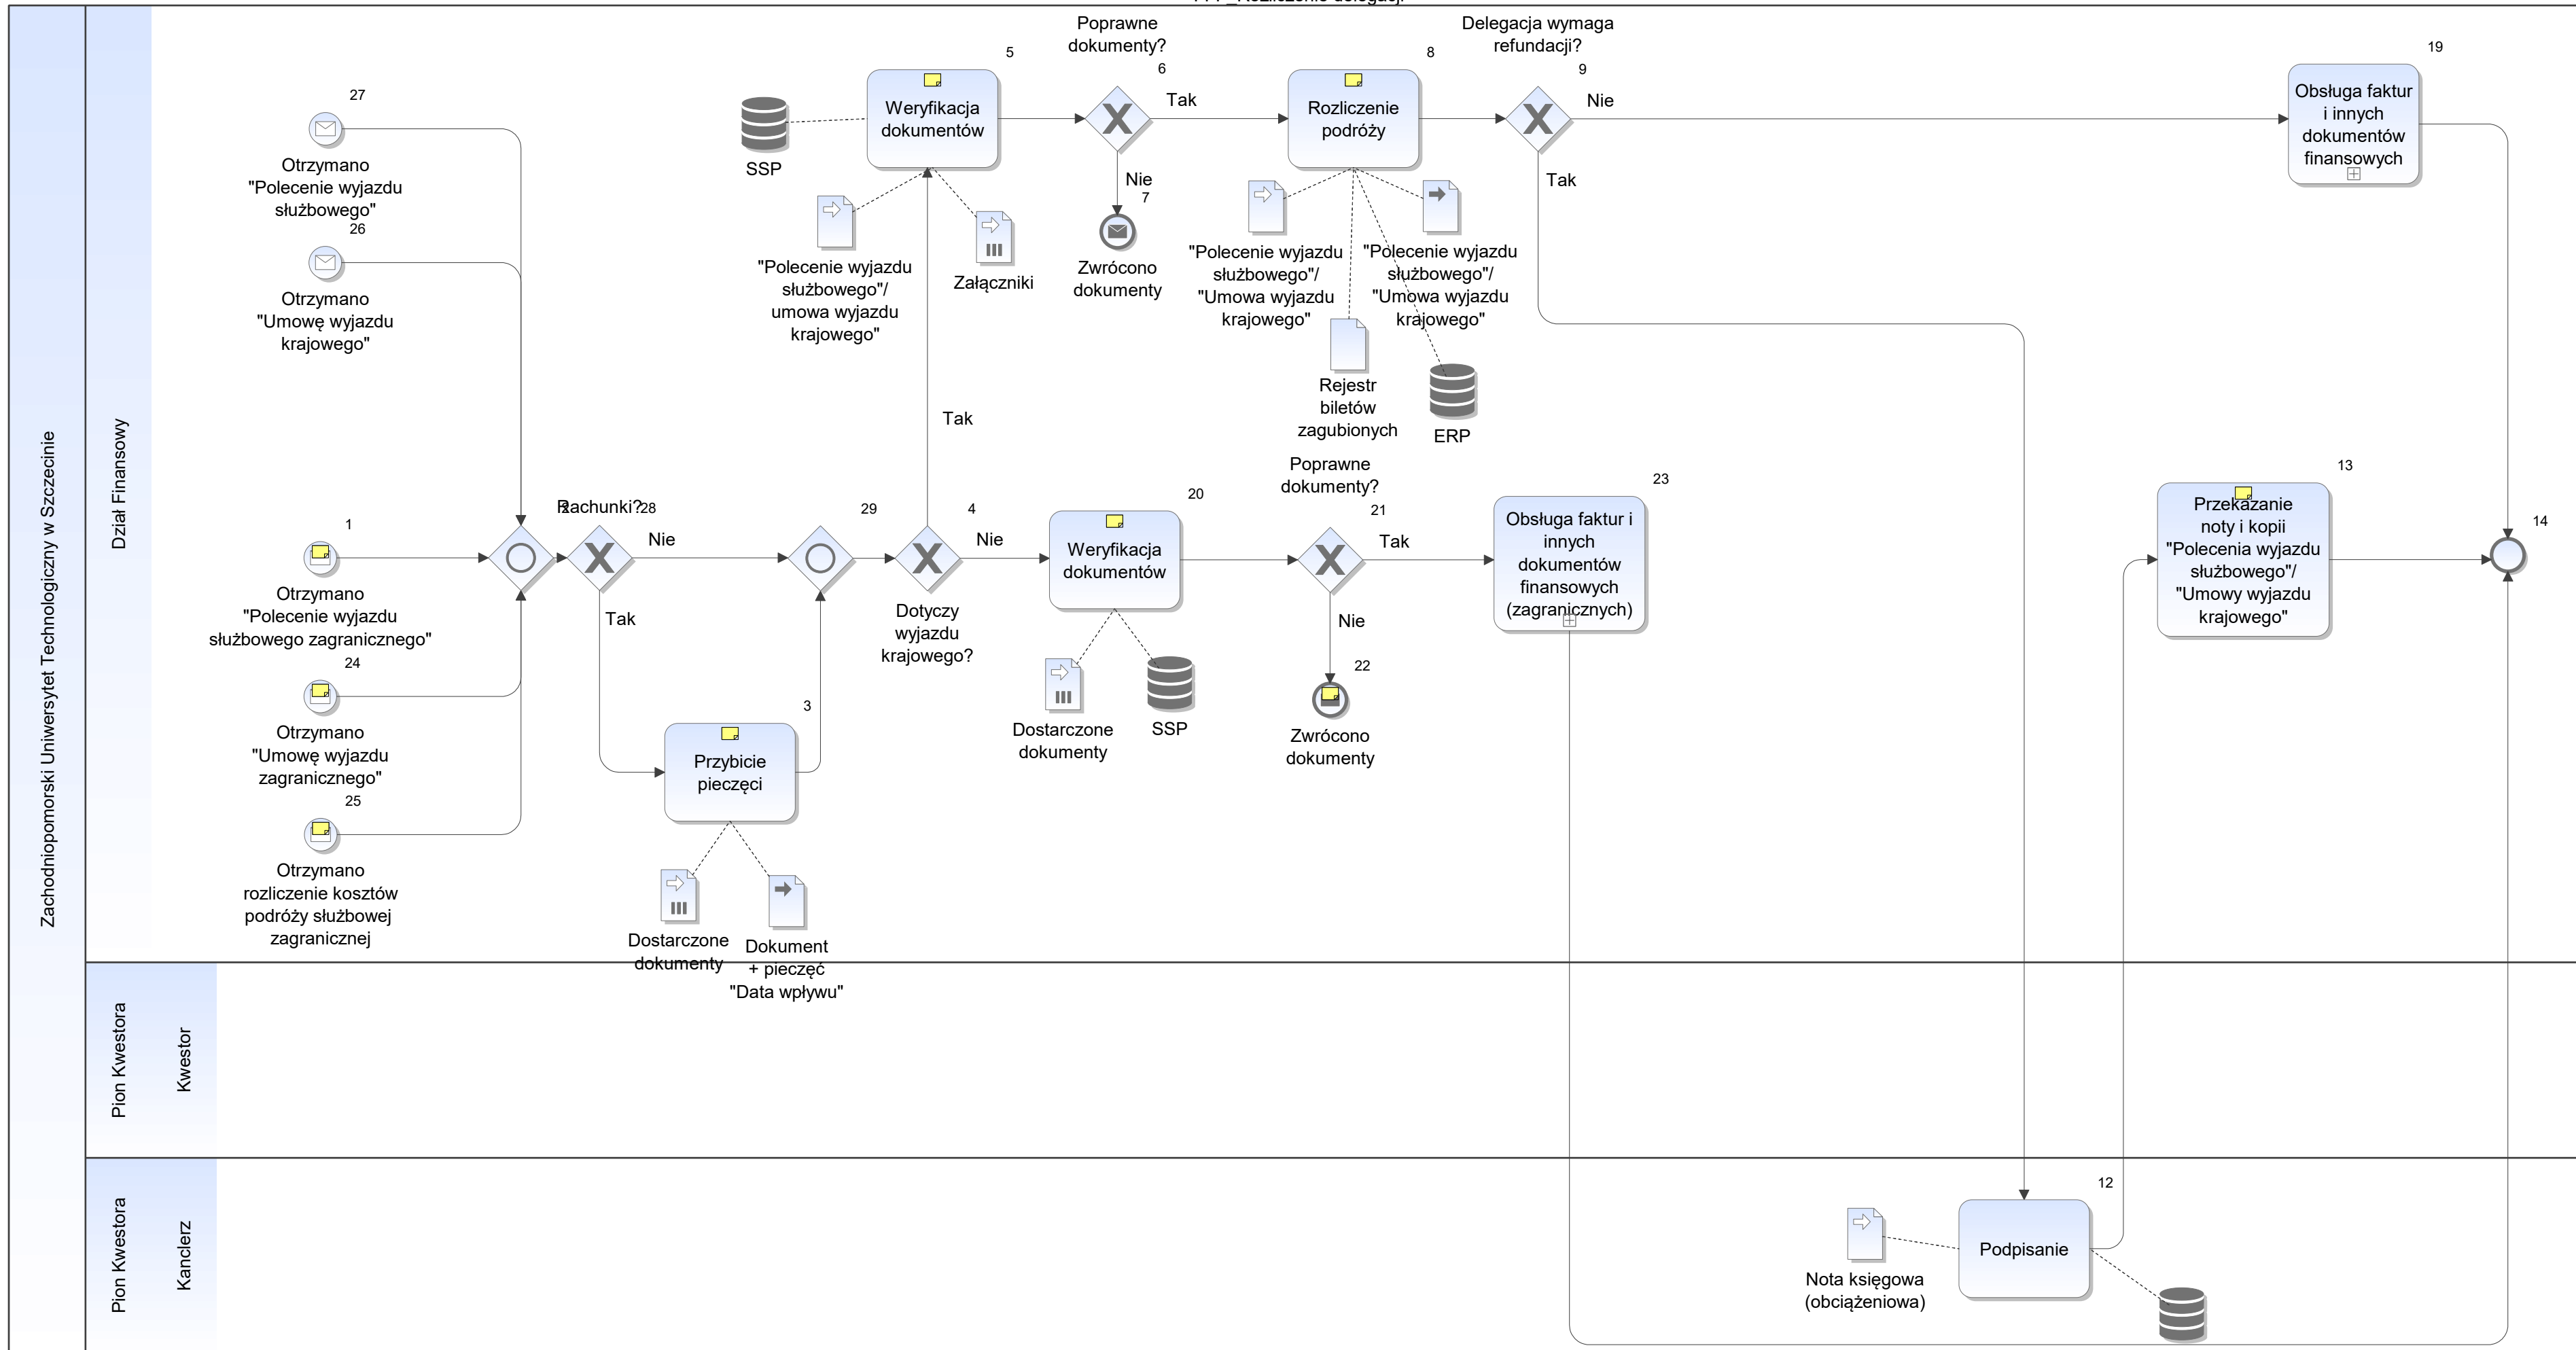 Zachodniopomorski Uniwersytet Technologiczny w Szczecinie
Dział Finansowy
27
Otrzymano
"Polecenie wyjazdu
służbowego"
26
Otrzymano
"Umowę wyjazdu
krajowego"
1
Otrzymano
"Polecenie wyjazdu
służbowego zagranicznego"
24
Otrzymano
"Umowę wyjazdu
zagranicznego"
25
Otrzymano
rozliczenie kosztów
podróży służbowej
zagranicznej
Rachunki?
28
Nie
Tak
3
Przybicie
pieczęci
Dostarczone
dokumenty
Dokument
+ pieczęć
"Data wpływu"
29
4
Dotyczy
wyjazdu
krajowego?
Tak
Nie
5
Weryfikacja
dokumentów
SSP
"Polecenie wyjazdu
służbowego"/
umowa wyjazdu
krajowego"
Załączniki
Poprawne
dokumenty?
6
Tak
Nie
7
Zwrócono
dokumenty
8
Rozliczenie
podróży
"Polecenie wyjazdu
służbowego"/
"Umowa wyjazdu
krajowego"
"Polecenie wyjazdu
służbowego"/
"Umowa wyjazdu
krajowego"
Rejestr
biletów
zagubionych
ERP
Delegacja wymaga
refundacji?
9
Nie
Tak
19
Obsługa faktur
i innych
dokumentów
finansowych
20
Weryfikacja
dokumentów
Dostarczone
dokumenty
SSP
Poprawne
dokumenty?
21
Tak
Nie
22
Zwrócono
dokumenty
23
Obsługa faktur i
innych
dokumentów
finansowych
(zagranicznych)
13
Przekazanie
noty i kopii
"Polecenia wyjazdu
służbowego"/
"Umowy wyjazdu
krajowego"
14
Pion Kwestora
Kwestor
Pion Kwestora
Kanclerz
12
Podpisanie
Nota księgowa
(obciążeniowa)